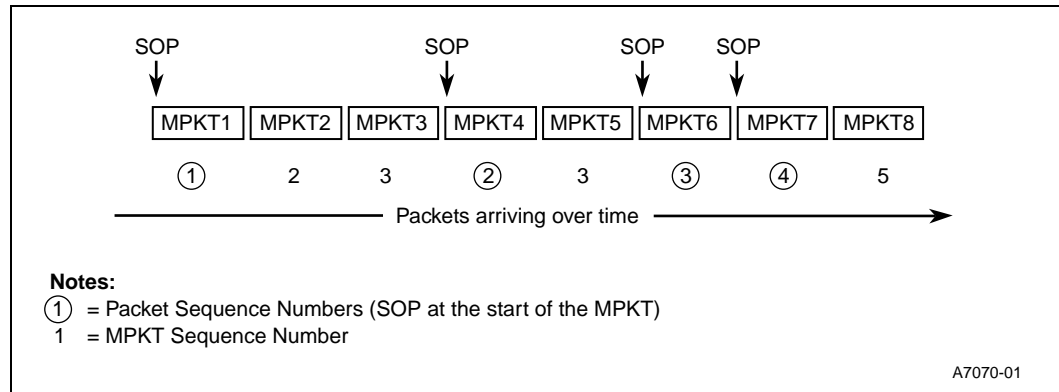 SOP SOP SOP SOP
MPKT1 MPKT2 MPKT3 MPKT4 MPKT5 MPKT6 MPKT7 MPKT8
1 2 3 2 3 3 4 5
Packets arriving over time
Notes:
1 = Packet Sequence Numbers (SOP at the start of the MPKT)
1 = MPKT Sequence Number
A7070-01